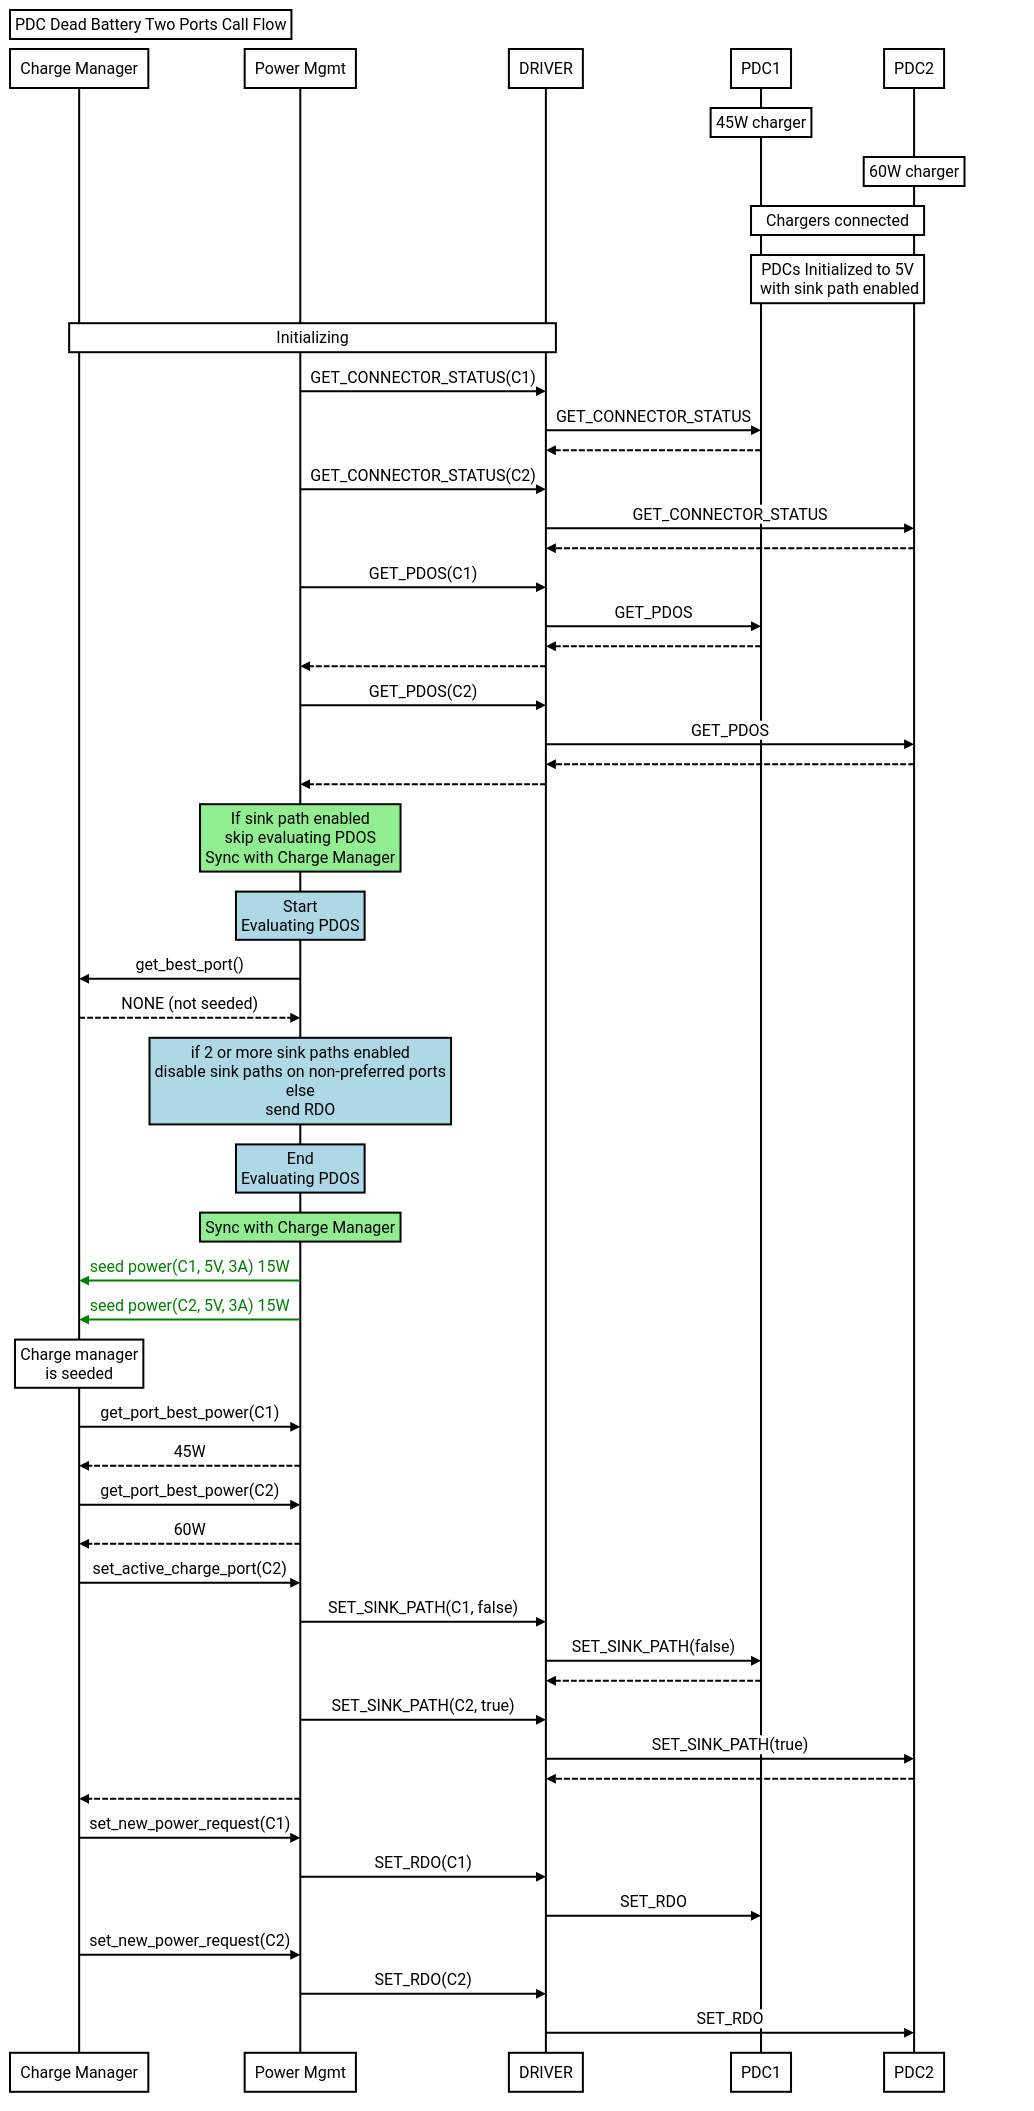 PDC Dead Battery Two Ports Call Flow
Charge Manager
Power Mgmt
DRIVER
PDC1
PDC2
45W charger
60W charger
Chargers connected
PDCs Initialized to 5V
with sink path enabled
Initializing
GET_CONNECTOR_STATUS(C1)
GET_CONNECTOR_STATUS
GET_CONNECTOR_STATUS(C2)
GET_CONNECTOR_STATUS
GET_PDOS(C1)
GET_PDOS
GET_PDOS(C2)
GET_PDOS
If sink path enabled
skip evaluating PDOS
Sync with Charge Manager
Start
Evaluating PDOS
get_best_port()
NONE (not seeded)
if 2 or more sink paths enabled
disable sink paths on non-preferred ports
else
send RDO
End
Evaluating PDOS
Sync with Charge Manager
seed power(C1, 5V, 3A) 15W
seed power(C2, 5V, 3A) 15W
Charge manager
is seeded
get_port_best_power(C1)
45W
get_port_best_power(C2)
60W
set_active_charge_port(C2)
SET_SINK_PATH(C1, false)
SET_SINK_PATH(false)
SET_SINK_PATH(C2, true)
SET_SINK_PATH(true)
set_new_power_request(C1)
SET_RDO(C1)
SET_RDO
set_new_power_request(C2)
SET_RDO(C2)
SET_RDO
Charge Manager
Power Mgmt
DRIVER
PDC1
PDC2